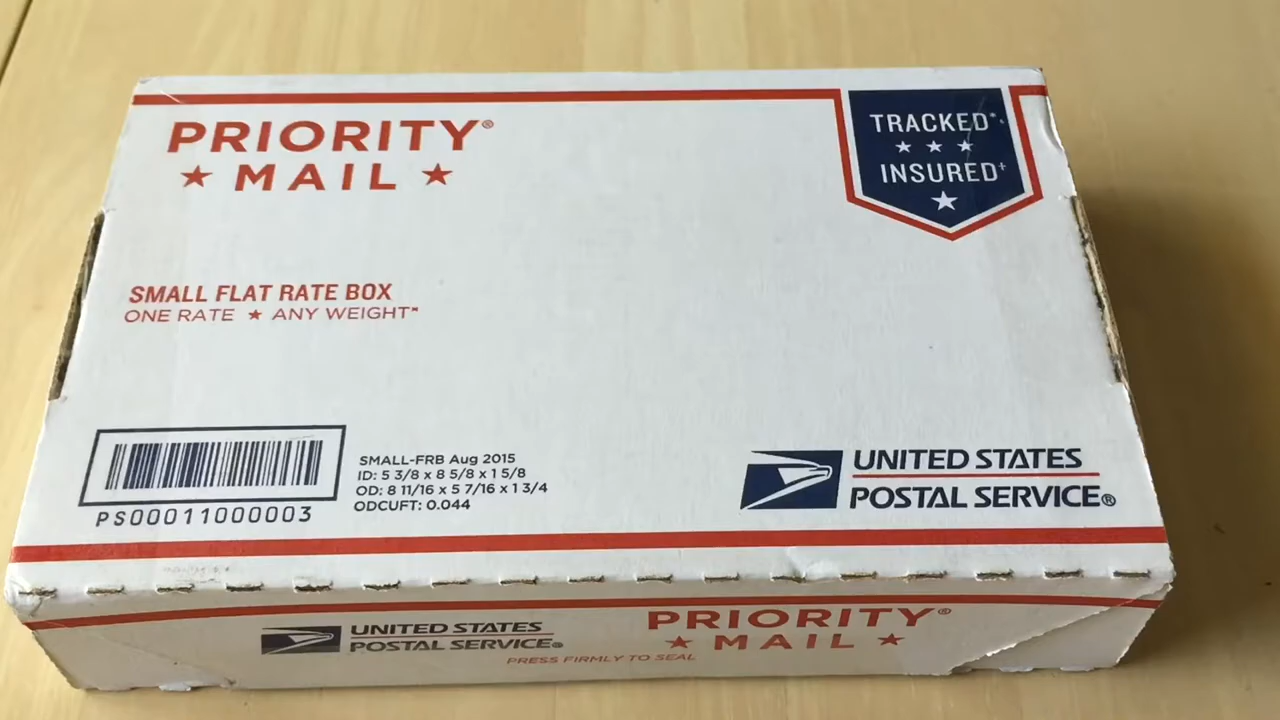 PRIORITY®
★ MAIL ★
TRACKED*
★ ★ ★
INSURED†
★
SMALL FLAT RATE BOX
ONE RATE ★ ANY WEIGHT*
PS00011000003
SMALL-FRB Aug 2015
ID: 5 3/8 x 8 5/8 x 1 5/8
OD: 8 11/16 x 5 7/16 x 1 3/4
ODCUFT: 0.044
UNITED STATES
POSTAL SERVICE®
UNITED STATES
POSTAL SERVICE®
PRIORITY®
★ MAIL ★
PRESS FIRMLY TO SEAL